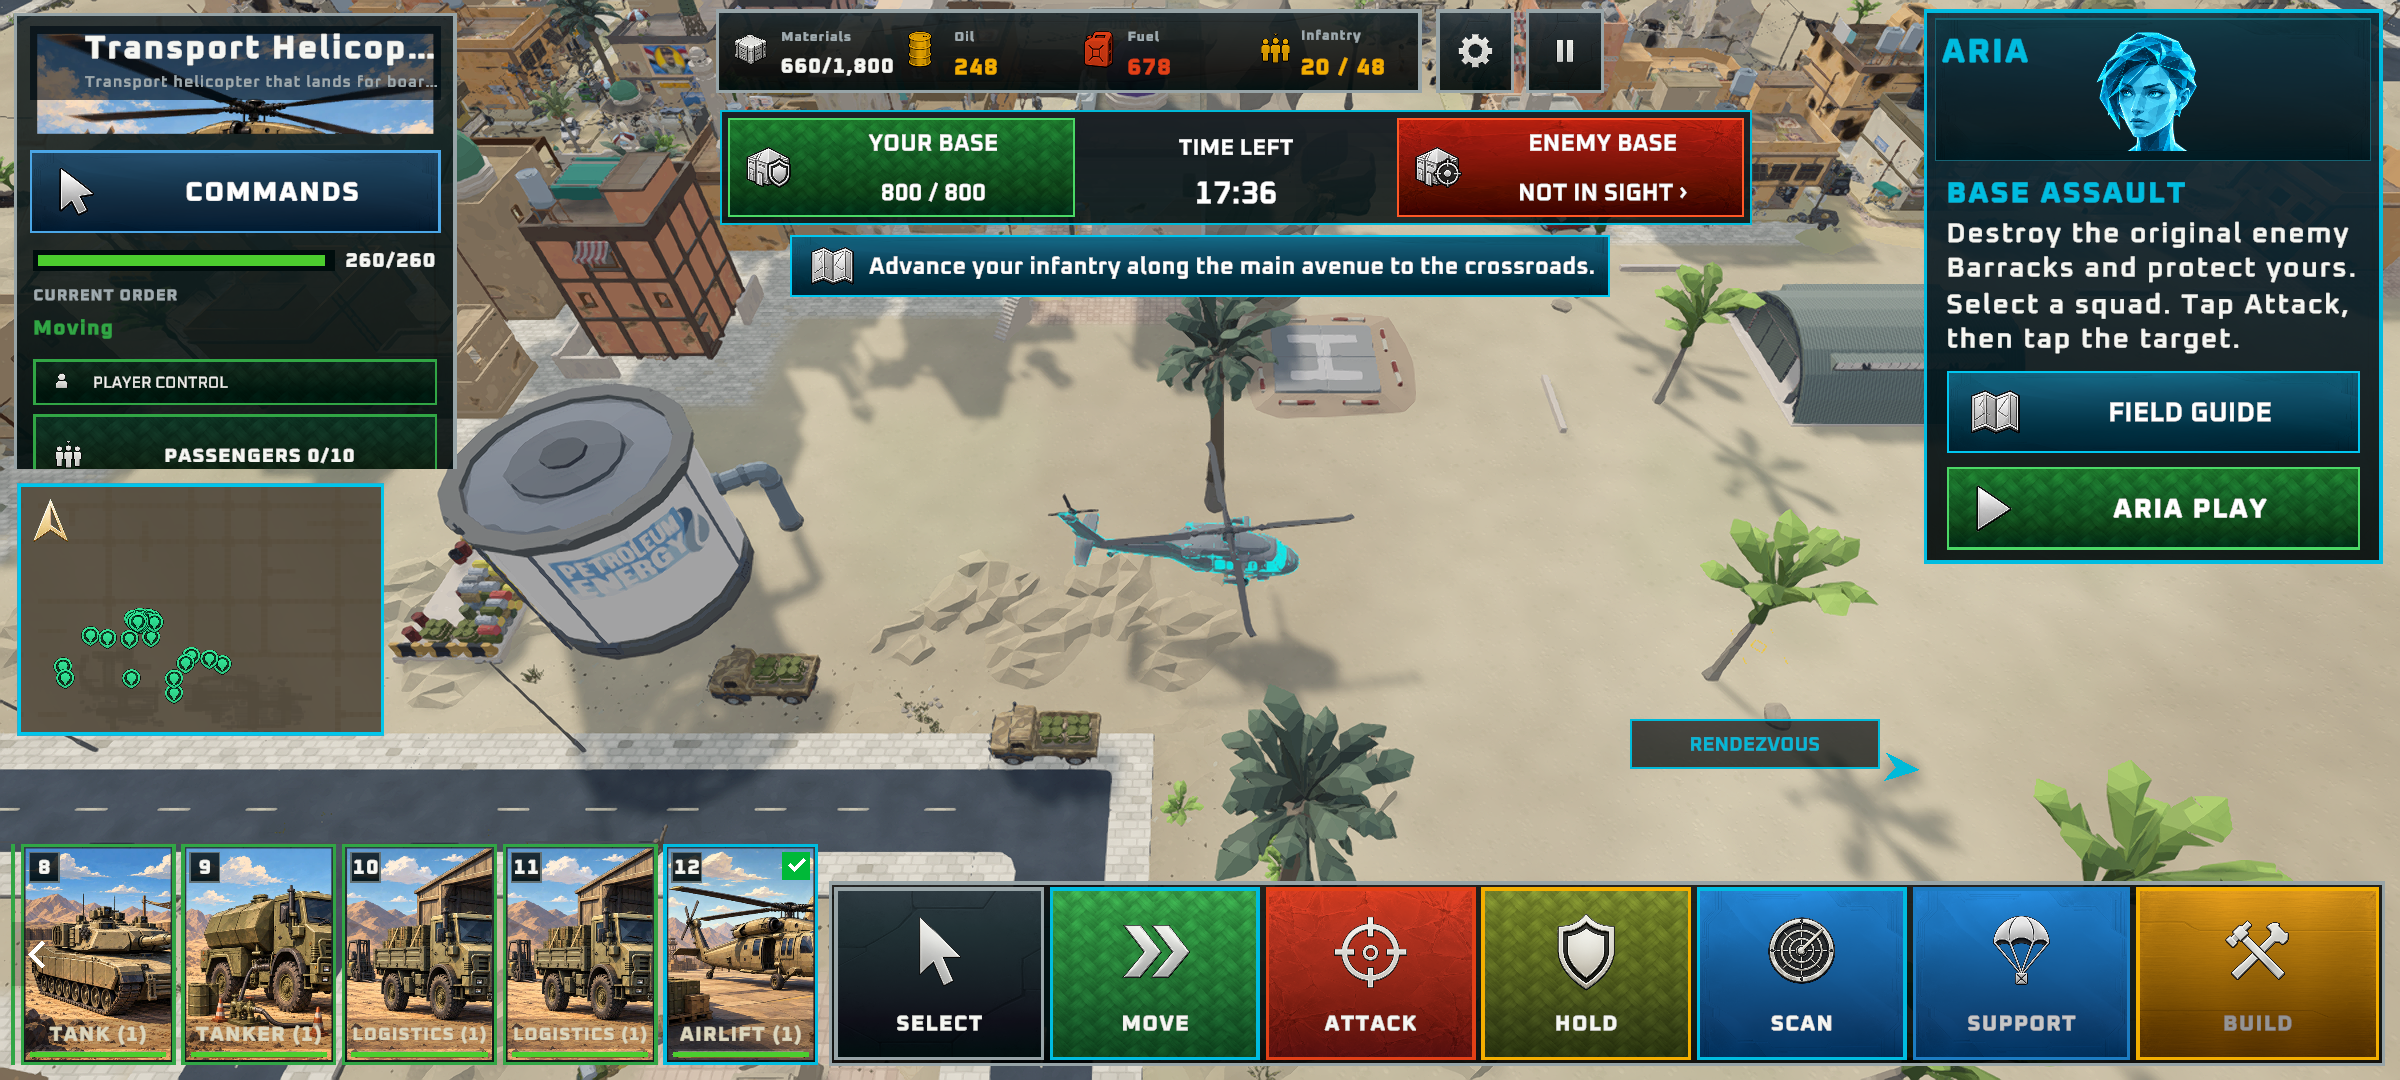 Transport Helicop...
Transport helicopter that lands for boar...
COMMANDS
260/260
CURRENT ORDER
Moving
PLAYER CONTROL
PASSENGERS 0/10
Materials
660/1,800
Oil
248
Fuel
678
Infantry
20 / 48
YOUR BASE
800 / 800
TIME LEFT
17:36
ENEMY BASE
NOT IN SIGHT ›
Advance your infantry along the main avenue to the crossroads.
ARIA
BASE ASSAULT
Destroy the original enemy
Barracks and protect yours.
Select a squad. Tap Attack,
then tap the target.
FIELD GUIDE
ARIA PLAY
PETROLEUM
ENERGY
H
RENDEZVOUS
8
TANK (1)
9
TANKER (1)
10
LOGISTICS (1)
11
LOGISTICS (1)
12
AIRLIFT (1)
SELECT
MOVE
ATTACK
HOLD
SCAN
SUPPORT
BUILD